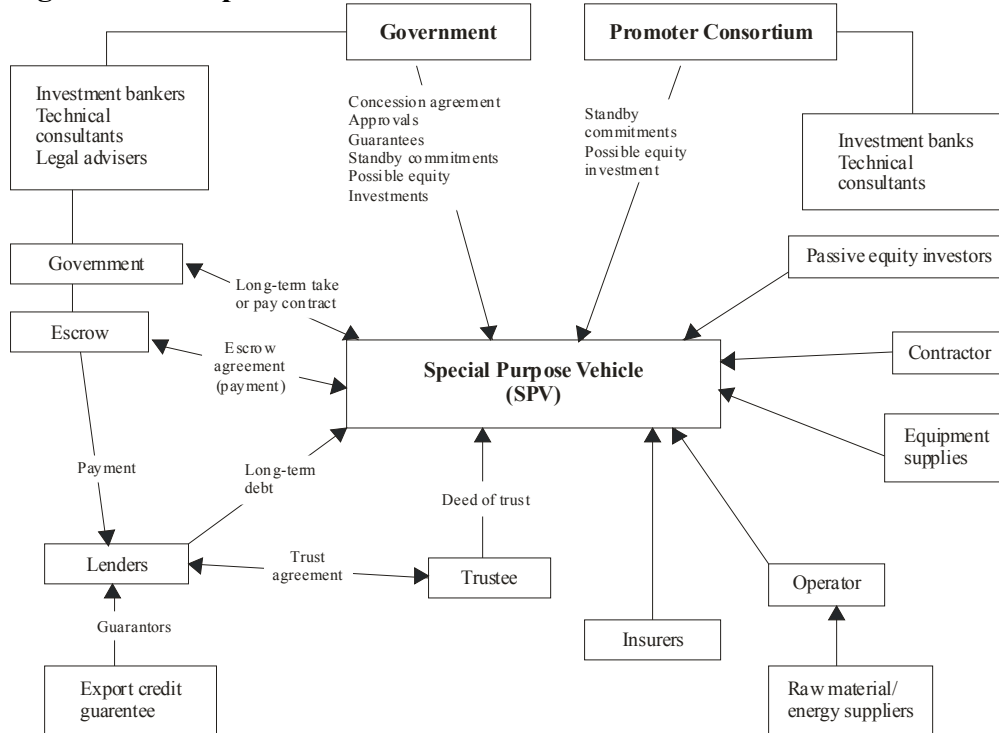 Government
Promoter Consortium
Investment bankers
Technical
consultants
Legal advisers
Concession agreement
Approvals
Guarantees
Standby commitments
Possible equity
Investments
Standby
commitments
Possible equity
investment
Investment banks
Technical
consultants
Government
Long-term take
or pay contract
Passive equity investors
Escrow
Escrow
agreement
(payment)
Special Purpose Vehicle
(SPV)
Contractor
Equipment
supplies
Payment
Long-term
debt
Deed of trust
Lenders
Trust
agreement
Trustee
Operator
Guarantors
Insurers
Export credit
guarentee
Raw material/
energy suppliers